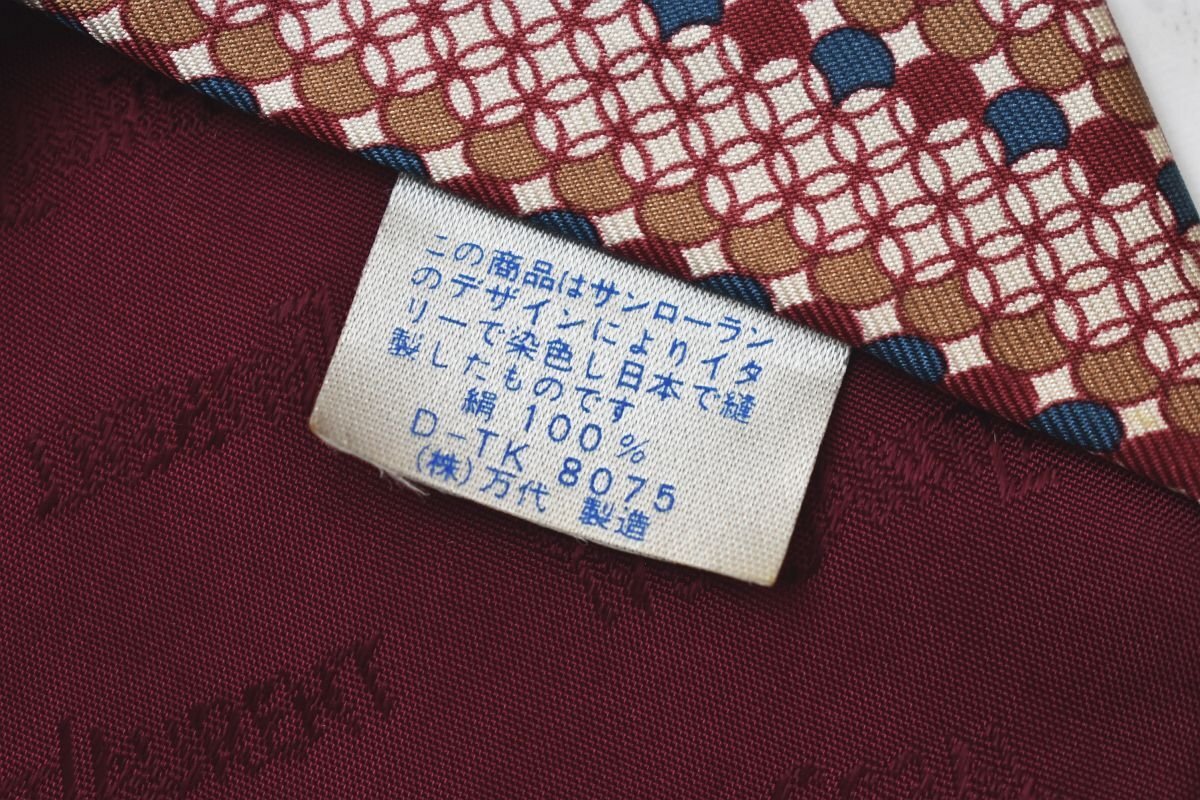 この商品はサンローラン
のデザインによりイタ
リーで染色し日本で縫
製したものです
絹 100%
D-TK 8075
(株)万代 製造
LAURENT